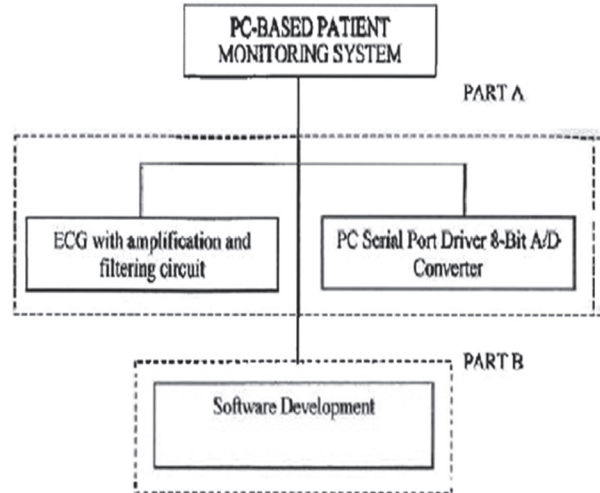 PC-BASED PATIENT
MONITORING SYSTEM
PART A
ECG with amplification and
filtering circuit
PC Serial Port Driver 8-Bit A/D
Converter
PART B
Software Development